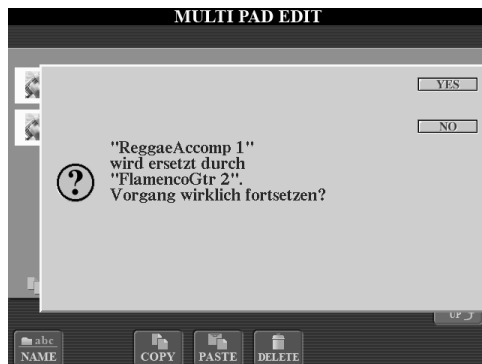 MULTI PAD EDIT
YES
NO
"ReggaeAccomp 1"
wird ersetzt durch
"FlamencoGtr 2".
Vorgang wirklich fortsetzen?
?
UP
abc
NAME
COPY
PASTE
DELETE